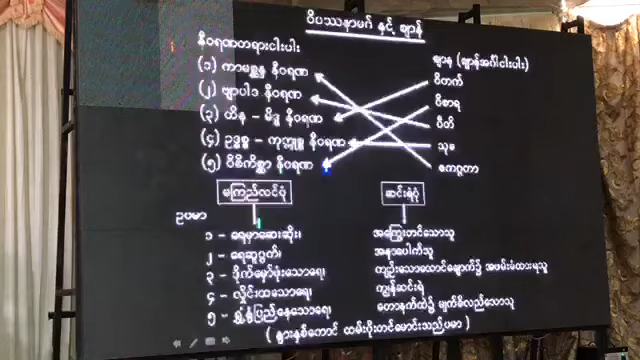 ဝိပဿနာမဂ် နှင့် ဈာန်
နီဝရဏတရားငါးပါး
ဈာန (ဈာန်အင်္ဂါငါးပါး)
(၁) ကာမစ္ဆန္ဒ နီဝရဏ
ဝိတက်
(၂) ဗျာပါဒ နီဝရဏ
ဝိစာရ
(၃) ထိန - မိဒ္ဓ နီဝရဏ
ပီတိ
(၄) ဥဒ္ဓစ္စ - ကုက္ကုစ္စ နီဝရဏ
သုခ
(၅) ဝိစိကိစ္ဆာ နီဝရဏ
ဧကဂ္ဂတာ
မကြည်လင်ပုံ
ဆင်းရဲပုံ
ဥပမာ
၁ - ရေမှာဆေးဆိုး၊
အကြွေးတင်သောသူ
၂ - ရေဆူပွက်၊
အနာပေါက်သူ
၃ - ဒိုက်မှော်ဖုံးသောရေ၊
ကျဉ်းသောထောင်ချောက်၌ အဖမ်းခံထားရသူ
၄ - လှိုင်းထသောရေ၊
ကျွန်ဆင်းရဲ
၅ - ရွှံ့နွံပြည့်နေသောရေ၊
တောနက်ထဲ၌ မျက်စိလည်သောသူ
( နွားနှစ်ကောင် ထမ်းပိုးတင်မောင်းသည့်ပမာ )